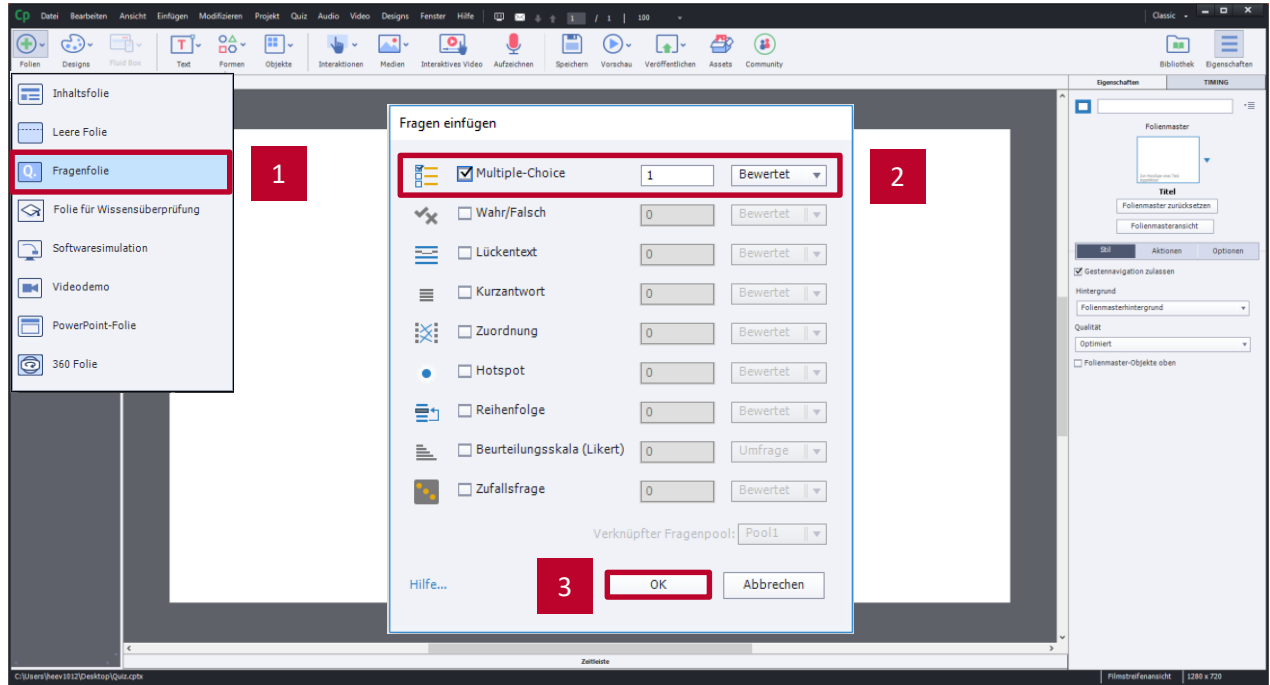 Cp Datei Bearbeiten Ansicht Einfügen Modifizieren Projekt Quiz Audio Video Designs Fenster Hilfe 1 / 1 100 Classic
Folien Designs Fluid Box Text Formen Objekte Interaktionen Medien Interaktives Video Aufzeichnen Speichern Vorschau Veröffentlichen Assets Community Bibliothek Eigenschaften
Inhaltsfolie
Leere Folie
Q. Fragenfolie
Folie für Wissensüberprüfung
Softwaresimulation
Videodemo
PowerPoint-Folie
360 Folie
1
Fragen einfügen
Multiple-Choice 1 Bewertet
2
Wahr/Falsch 0 Bewertet
Lückentext 0 Bewertet
Kurzantwort 0 Bewertet
Zuordnung 0 Bewertet
Hotspot 0 Bewertet
Reihenfolge 0 Bewertet
Beurteilungsskala (Likert) 0 Umfrage
Zufallsfrage 0 Bewertet
Verknüpfter Fragenpool: Pool1
Hilfe...
3
OK Abbrechen
Eigenschaften TIMING
Folienmaster
Titel
Folienmaster zurücksetzen
Folienmasteransicht
Stil Aktionen Optionen
Gestennavigation zulassen
Hintergrund
Folienmasterhintergrund
Qualität
Optimiert
Folienmaster-Objekte oben
Zeitleiste
C:\Users\heev1012\Desktop\Quiz.cptx Filmstreifenansicht 1280 x 720